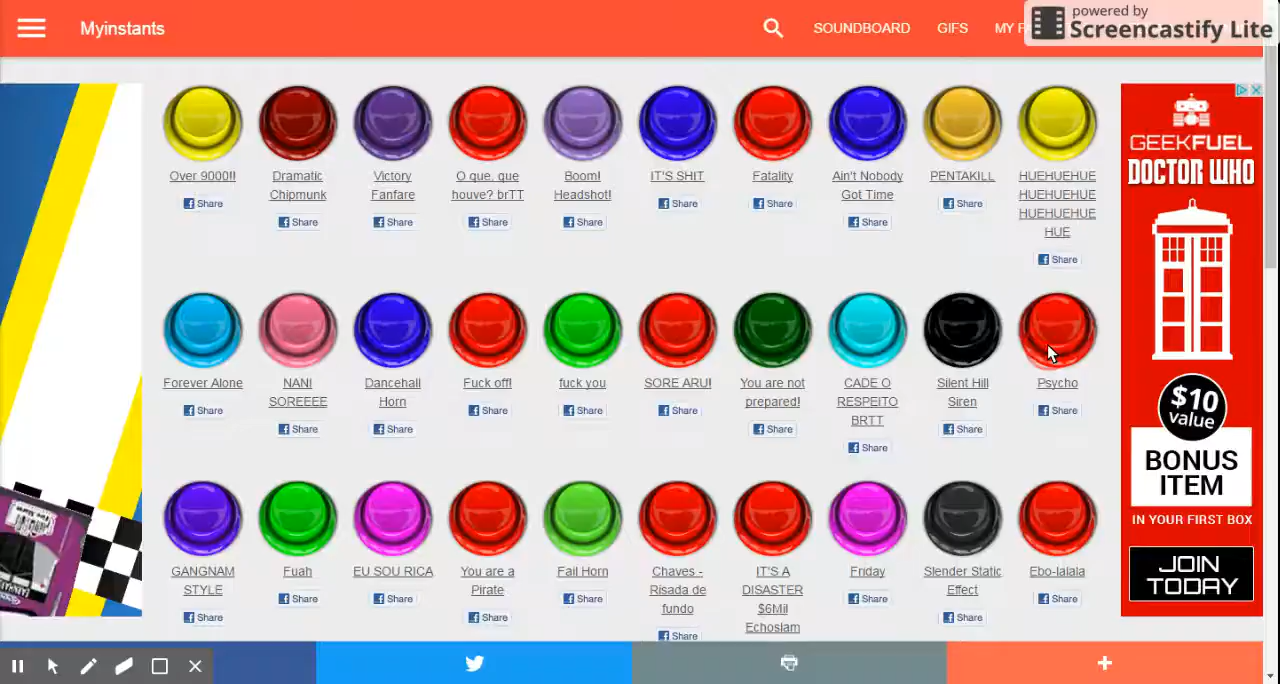 Myinstants
SOUNDBOARD
GIFS
MY
powered by
Screencastify Lite
Over 9000!!
Share
Dramatic
Chipmunk
Share
Victory
Fanfare
Share
O que, que
houve? brTT
Share
Boom!
Headshot!
Share
IT'S SHIT
Share
Fatality
Share
Ain't Nobody
Got Time
Share
PENTAKILL
Share
HUEHUEHUE
HUEHUEHUE
HUEHUEHUE
HUE
Share
Forever Alone
Share
NANI
SOREEEE
Share
Dancehall
Horn
Share
Fuck off!
Share
fuck you
Share
SORE ARU!
Share
You are not
prepared!
Share
CADE O
RESPEITO
BRTT
Share
Silent Hill
Siren
Share
Psycho
Share
GANGNAM
STYLE
Share
Fuah
Share
EU SOU RICA
Share
You are a
Pirate
Share
Fail Horn
Share
Chaves -
Risada de
fundo
Share
IT'S A
DISASTER
$6Mil
Echoslam
Friday
Share
Slender Static
Effect
Share
Ebo-lalala
Share
GEEKFUEL
DOCTOR WHO
$10
value
BONUS
ITEM
IN YOUR FIRST BOX
JOIN
TODAY